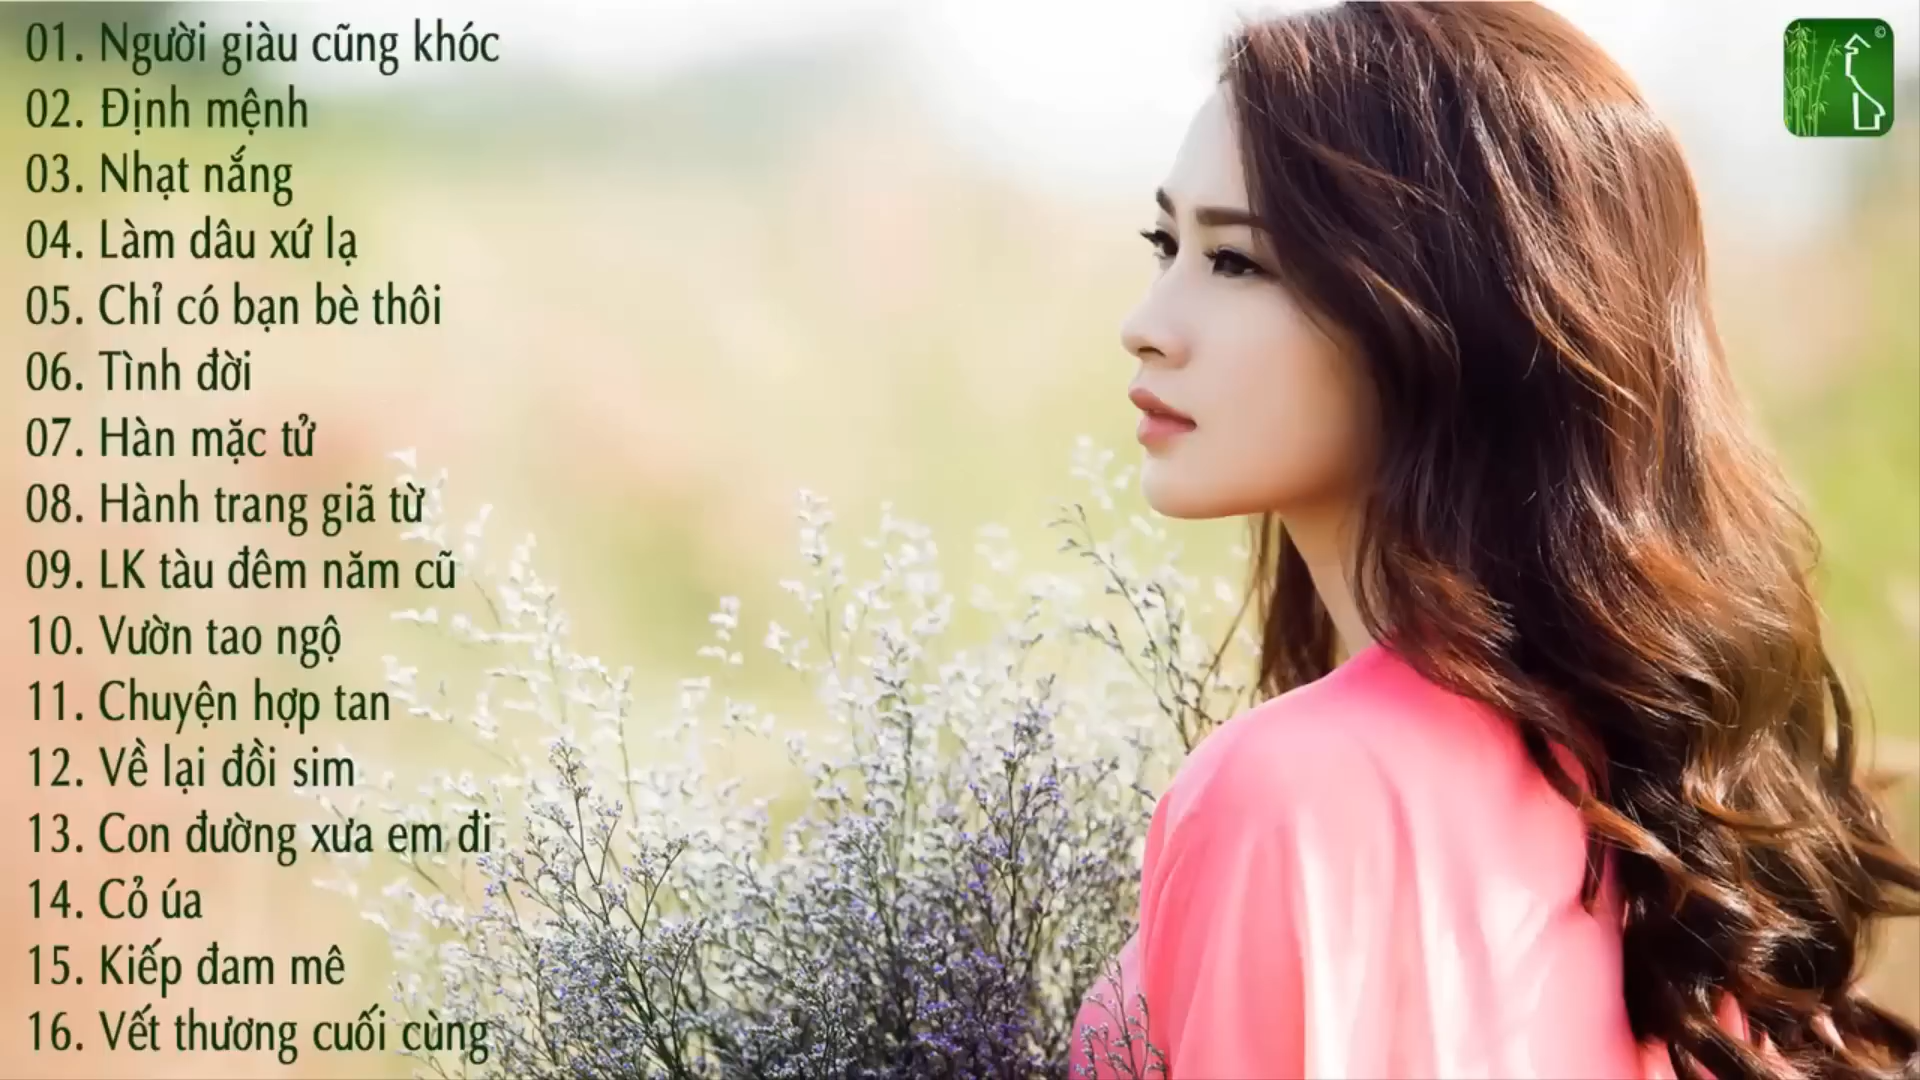 01. Người giàu cũng khóc
02. Định mệnh
03. Nhạt nắng
04. Làm dâu xứ lạ
05. Chỉ có bạn bè thôi
06. Tình đời
07. Hàn mặc tử
08. Hành trang giã từ
09. LK tàu đêm năm cũ
10. Vườn tao ngộ
11. Chuyện hợp tan
12. Về lại đồi sim
13. Con đường xưa em đi
14. Cỏ úa
15. Kiếp đam mê
16. Vết thương cuối cùng
©